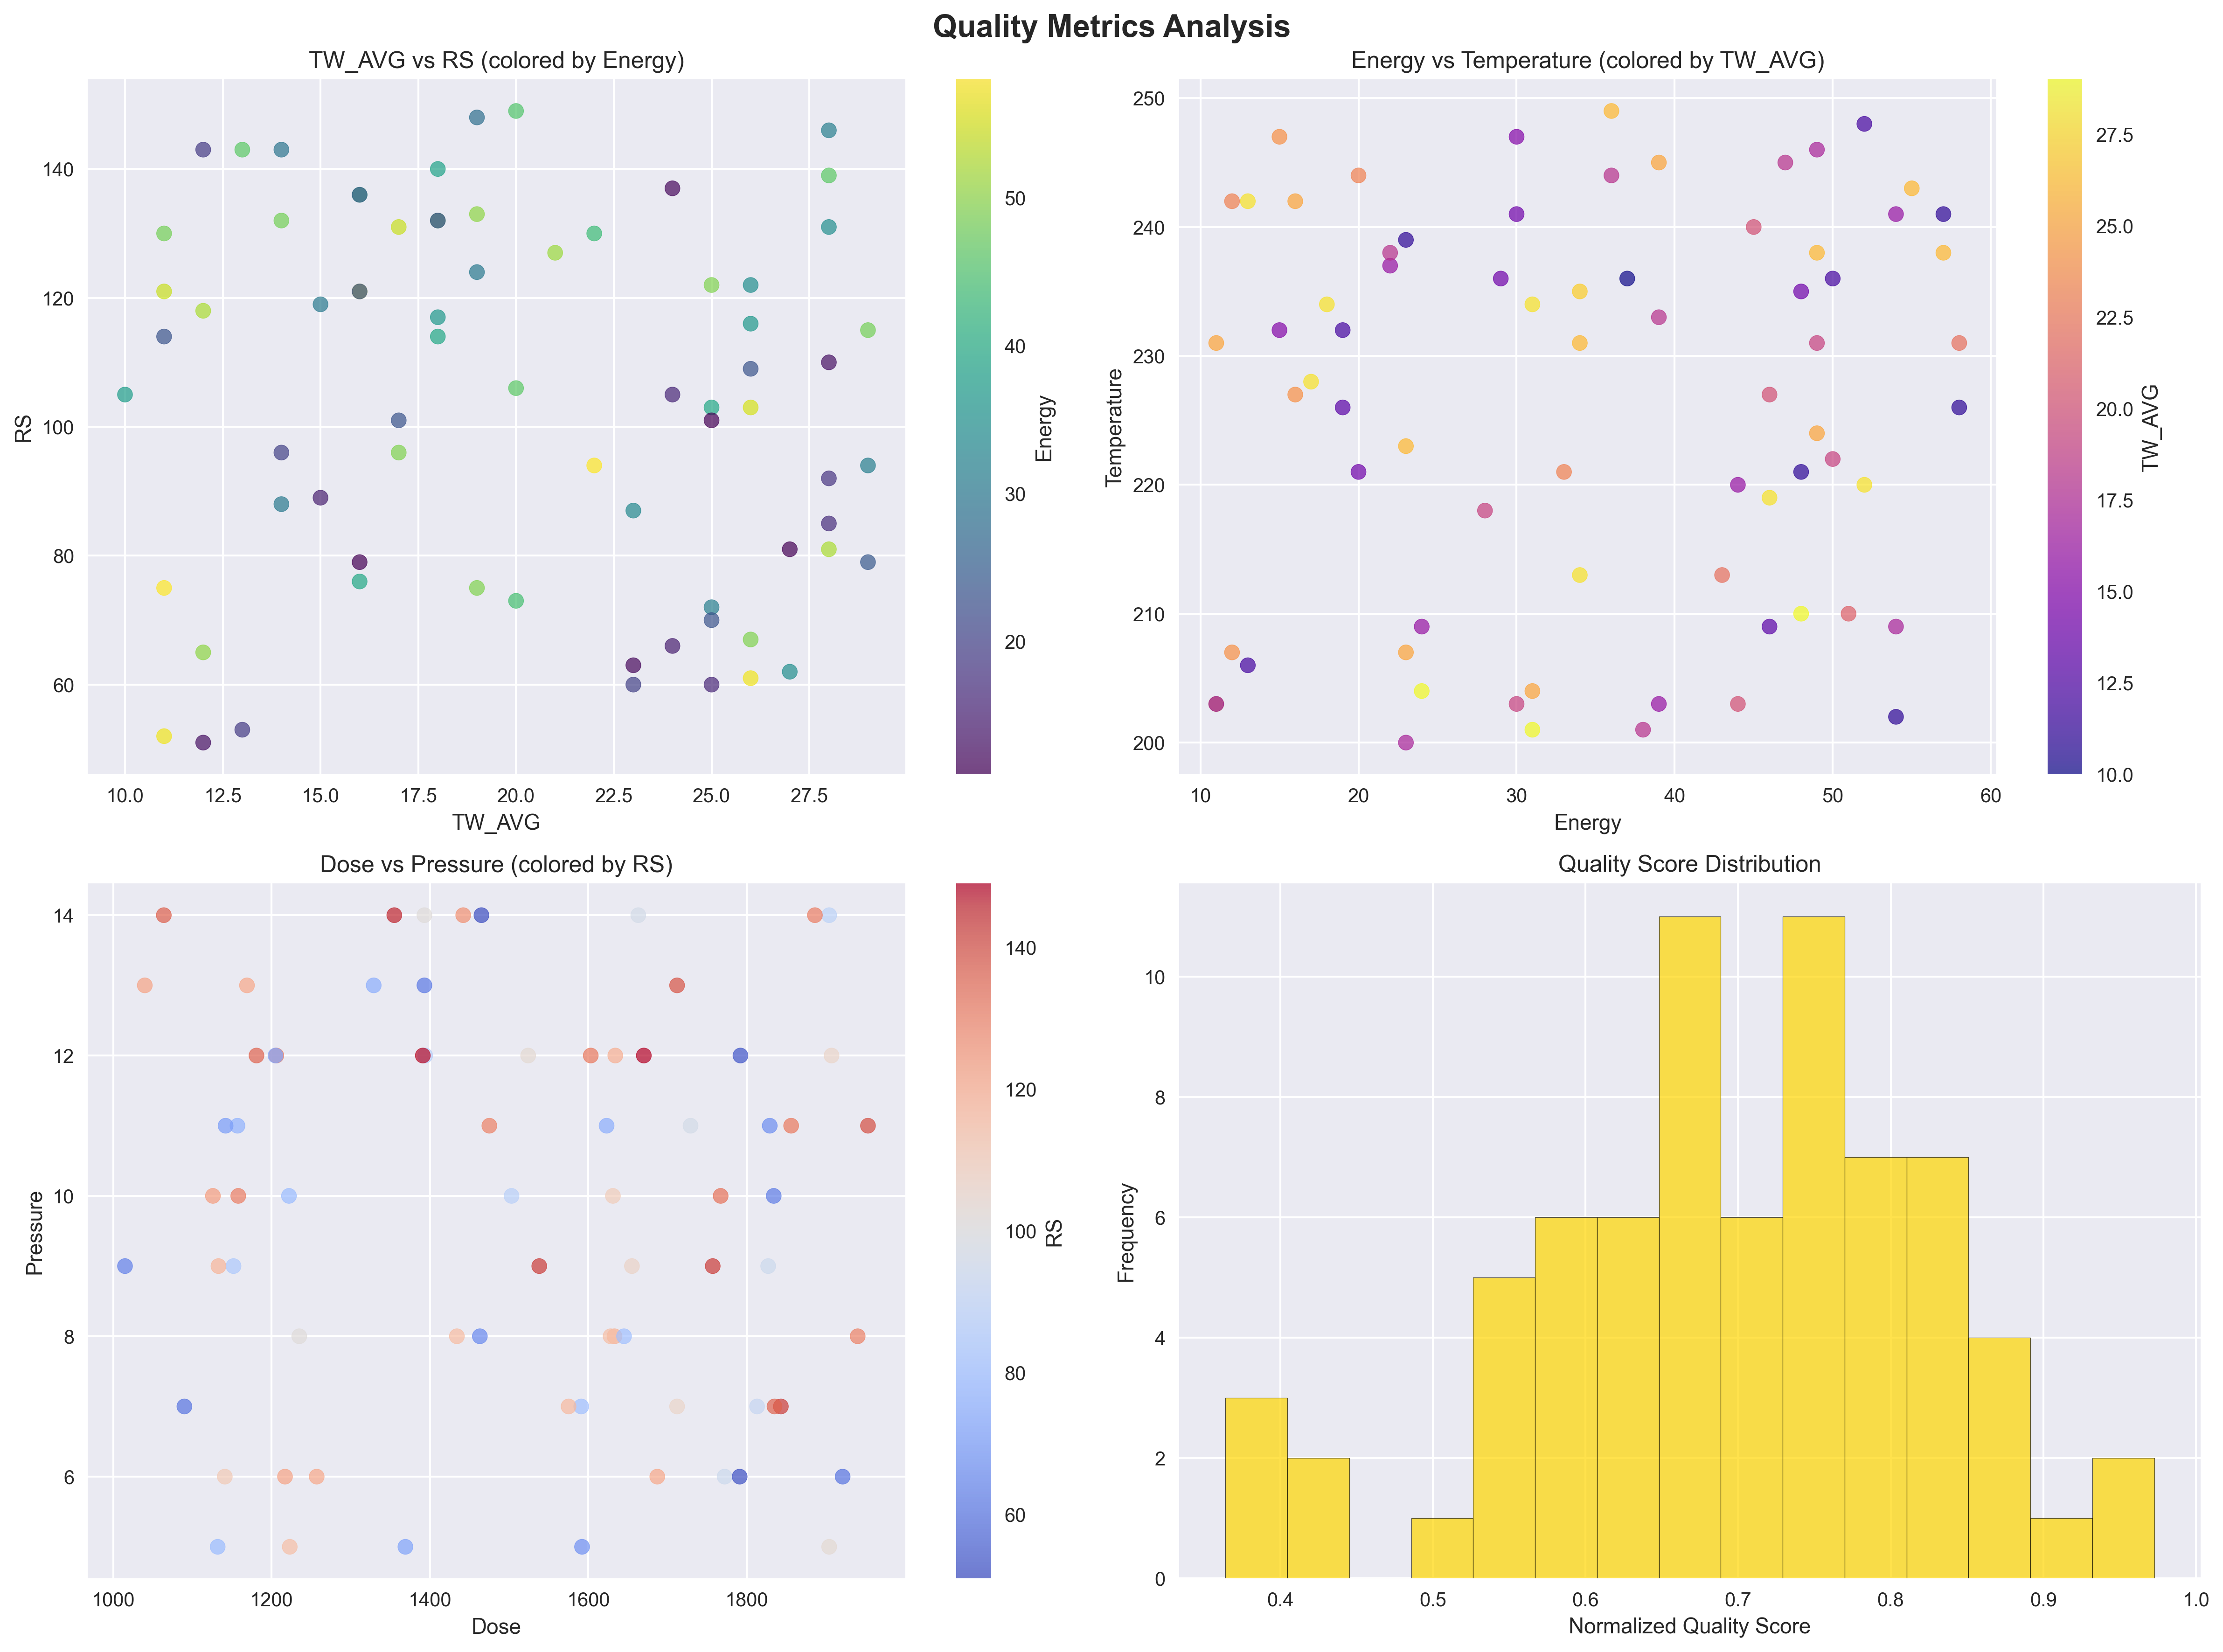 Quality Metrics Analysis
TW_AVG vs RS (colored by Energy)
RS
140
120
100
80
60
10.0 12.5 15.0 17.5 20.0 22.5 25.0 27.5
TW_AVG
50
40
30
20
Energy
Energy vs Temperature (colored by TW_AVG)
Temperature
250
240
230
220
210
200
10 20 30 40 50 60
Energy
27.5
25.0
22.5
20.0
17.5
15.0
12.5
10.0
TW_AVG
Dose vs Pressure (colored by RS)
Pressure
14
12
10
8
6
1000 1200 1400 1600 1800
Dose
140
120
100
80
60
RS
Quality Score Distribution
Frequency
10
8
6
4
2
0
0.4 0.5 0.6 0.7 0.8 0.9 1.0
Normalized Quality Score